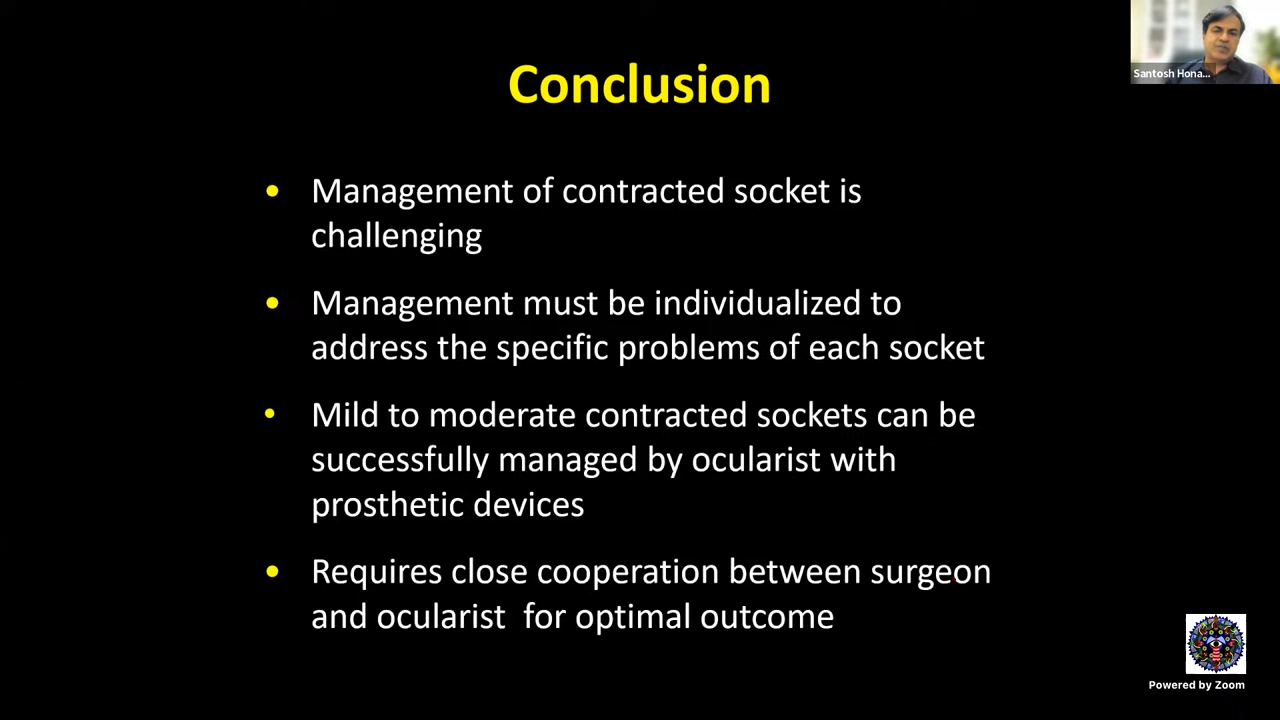 Conclusion
Santosh Hona...
• Management of contracted socket is
challenging
• Management must be individualized to
address the specific problems of each socket
• Mild to moderate contracted sockets can be
successfully managed by ocularist with
prosthetic devices
• Requires close cooperation between surgeon
and ocularist  for optimal outcome
Powered by Zoom